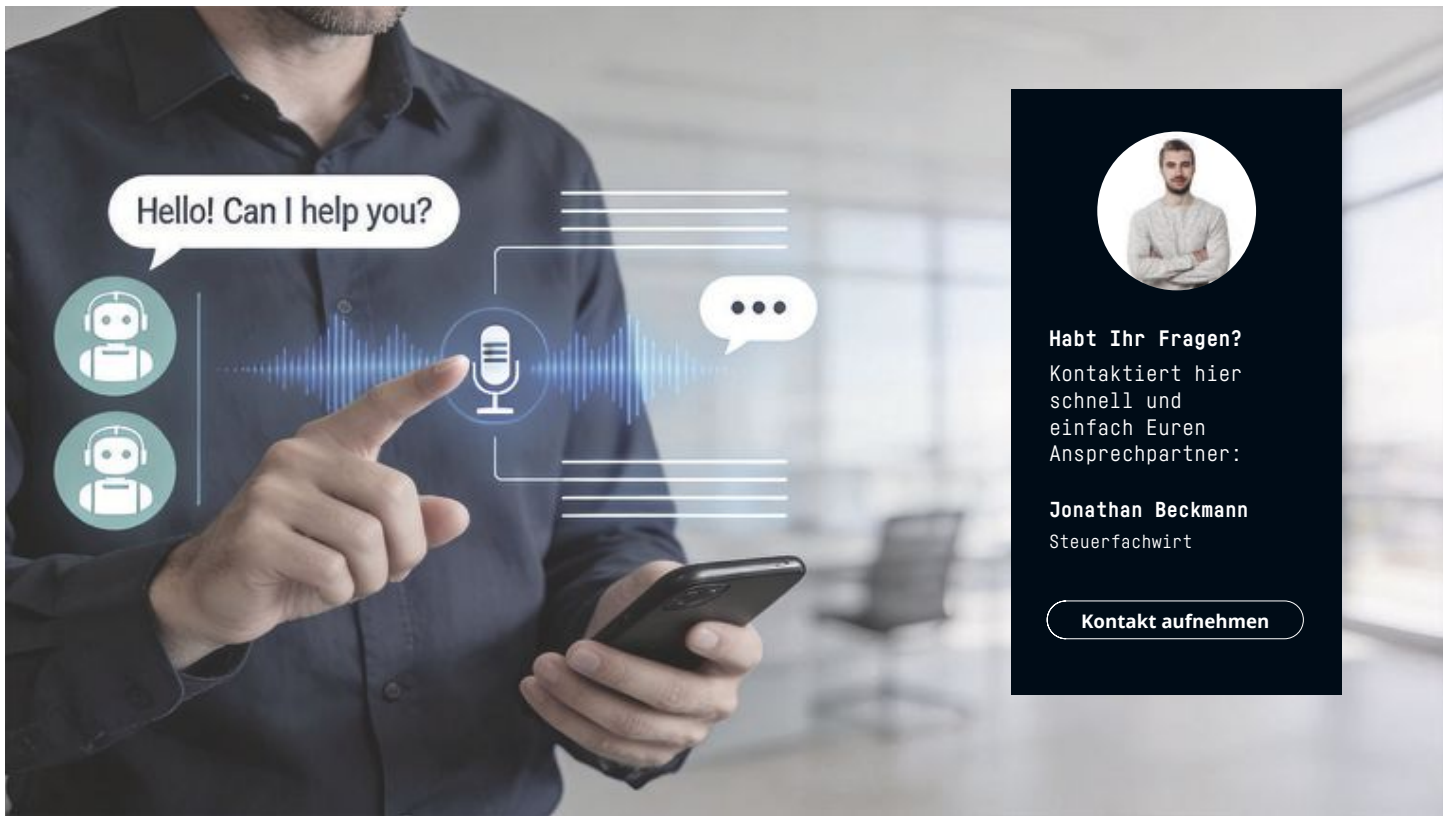 Hello! Can I help you?
Habt Ihr Fragen?
Kontaktiert hier
schnell und
einfach Euren
Ansprechpartner:
Jonathan Beckmann
Steuerfachwirt
Kontakt aufnehmen